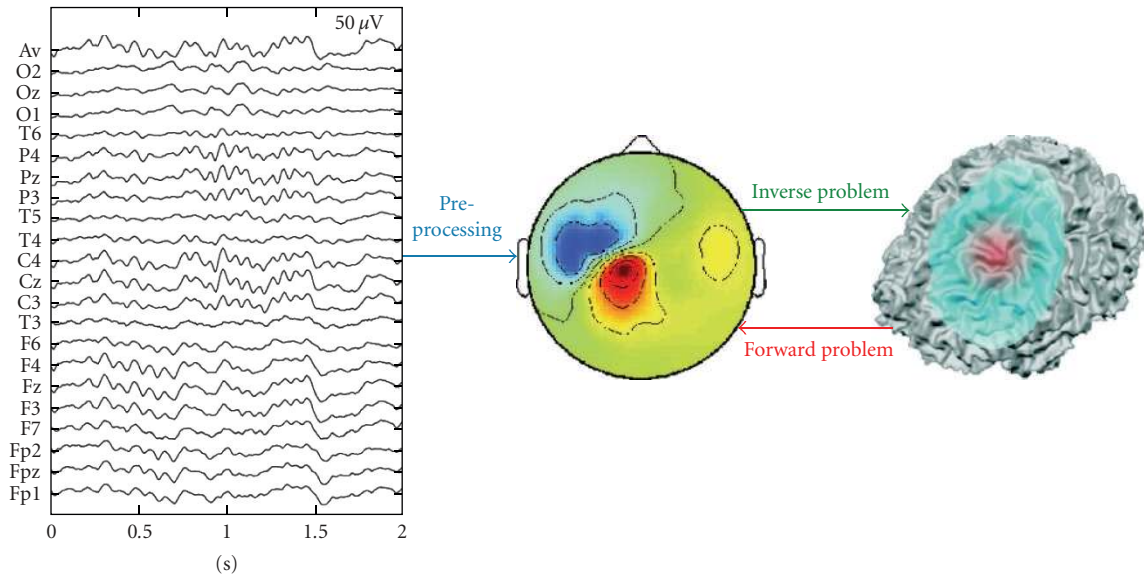 50 μV
Av
O2
Oz
O1
T6
P4
Pz
P3
T5
T4
C4
Cz
C3
T3
F6
F4
Fz
F3
F7
Fp2
Fpz
Fp1
0 0.5 1 1.5 2
(s)
Pre-
processing
Inverse problem
Forward problem